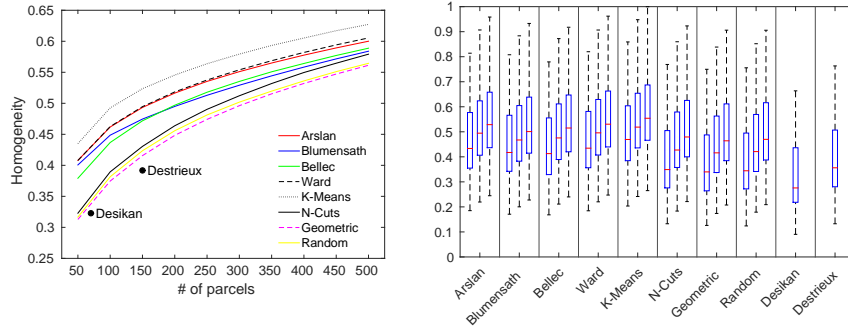 0.65
0.6
0.55
0.5
0.45
0.4
0.35
0.3
0.25
Homogeneity
50 100 150 200 250 300 350 400 450 500
# of parcels
Destrieux
Desikan
Arslan
Blumensath
Bellec
Ward
K-Means
N-Cuts
Geometric
Random
1
0.9
0.8
0.7
0.6
0.5
0.4
0.3
0.2
0.1
0
Arslan
Blumensath
Bellec
Ward
K-Means
N-Cuts
Geometric
Random
Desikan
Destrieux